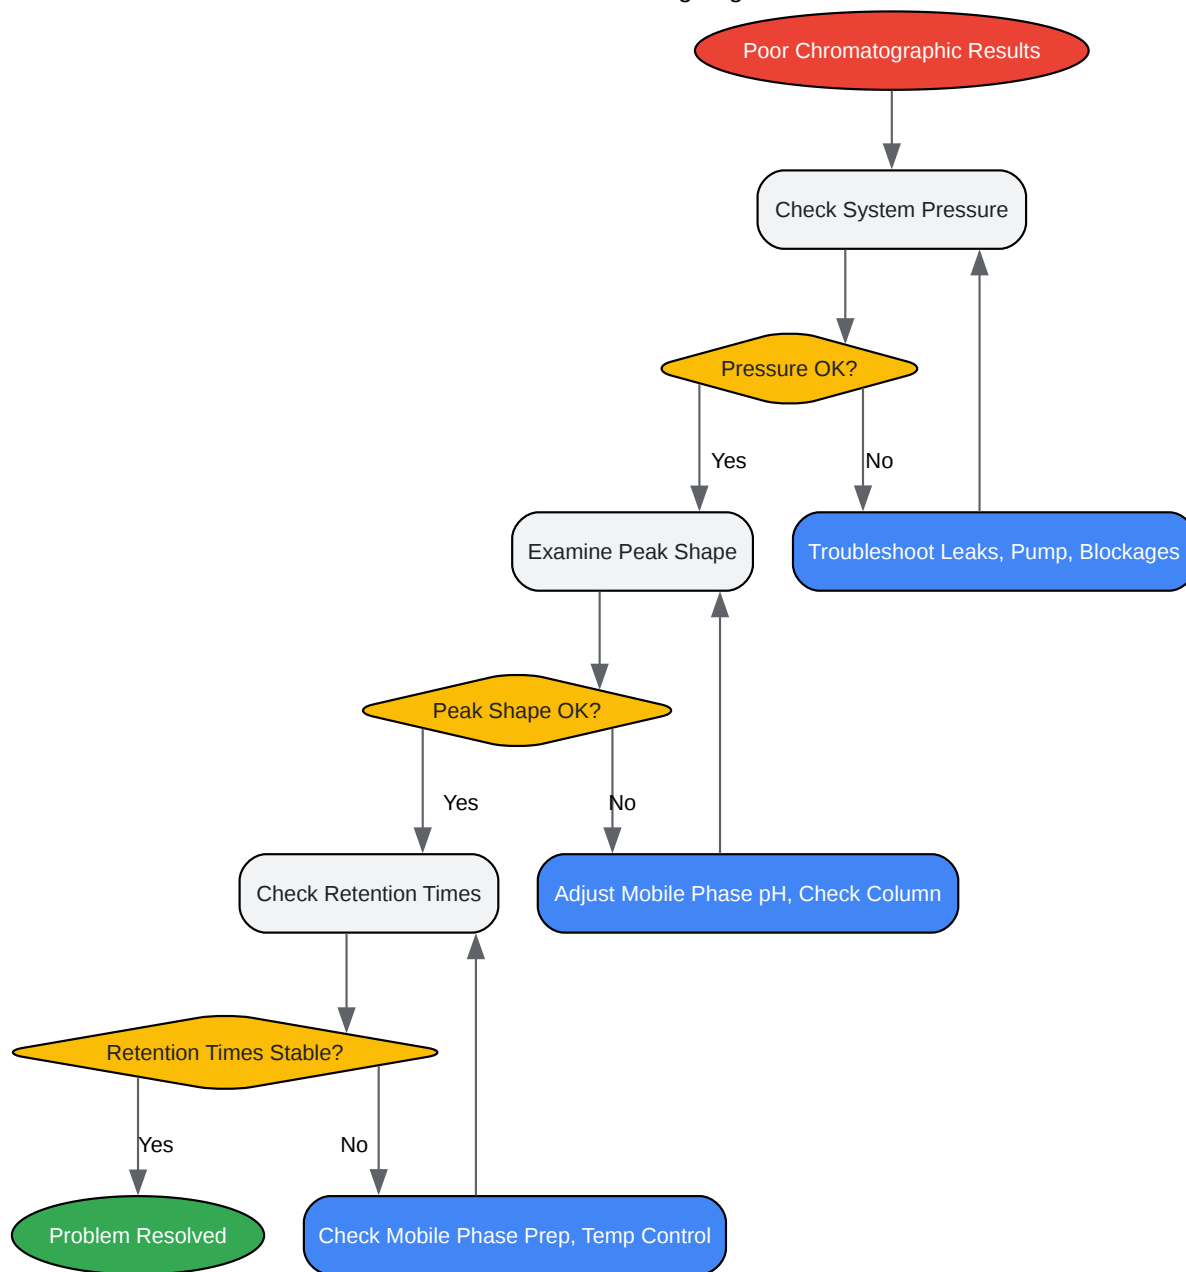 Poor Chromatographic Results
Check System Pressure
Pressure OK?
Yes
No
Examine Peak Shape
Troubleshoot Leaks, Pump, Blockages
Peak Shape OK?
Yes
No
Check Retention Times
Adjust Mobile Phase pH, Check Column
Retention Times Stable?
Yes
No
Problem Resolved
Check Mobile Phase Prep, Temp Control